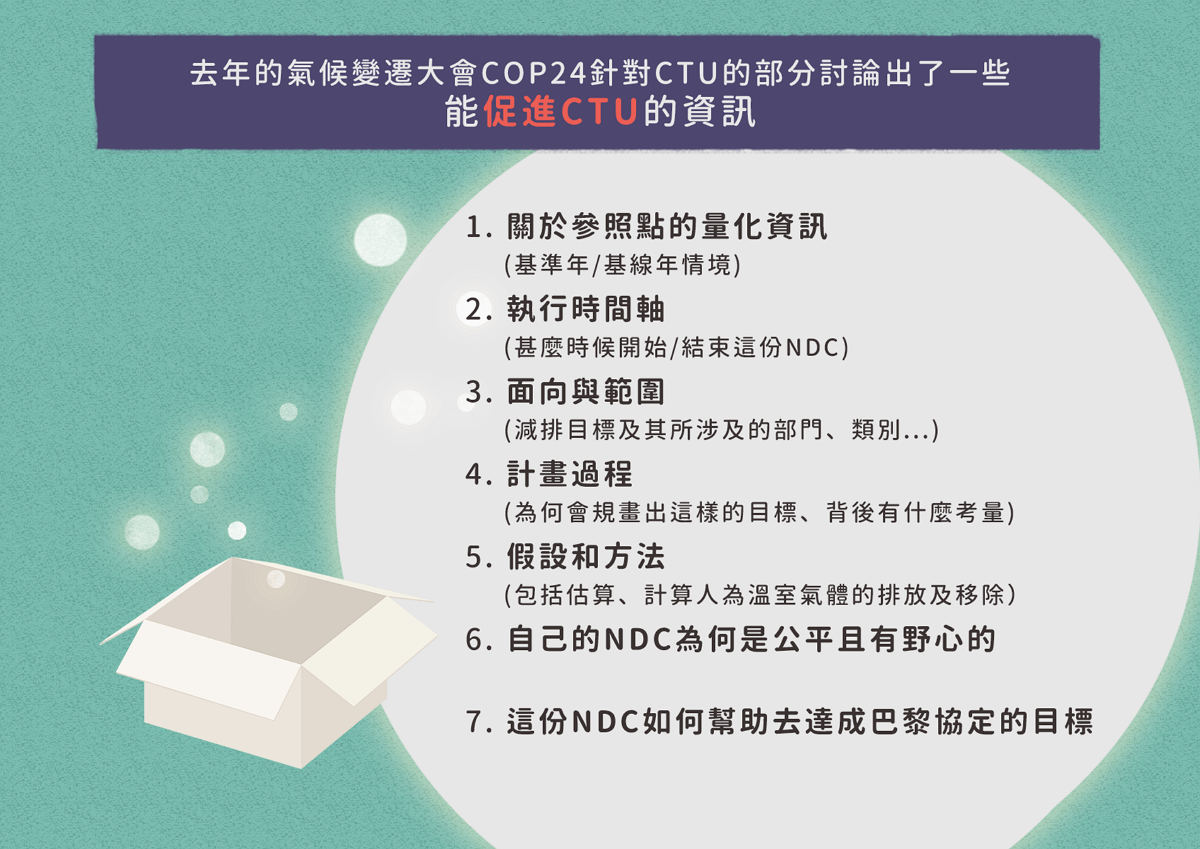 去年的氣候變遷大會COP24針對CTU的部分討論出了一些
能促進CTU的資訊
1. 關於參照點的量化資訊
(基準年/基線年情境)
2. 執行時間軸
(甚麼時候開始/結束這份NDC)
3. 面向與範圍
(減排目標及其所涉及的部門、類別...)
4. 計畫過程
(為何會規畫出這樣的目標、背後有什麼考量)
5. 假設和方法
(包括估算、計算人為溫室氣體的排放及移除）
6. 自己的NDC為何是公平且有野心的
7. 這份NDC如何幫助去達成巴黎協定的目標